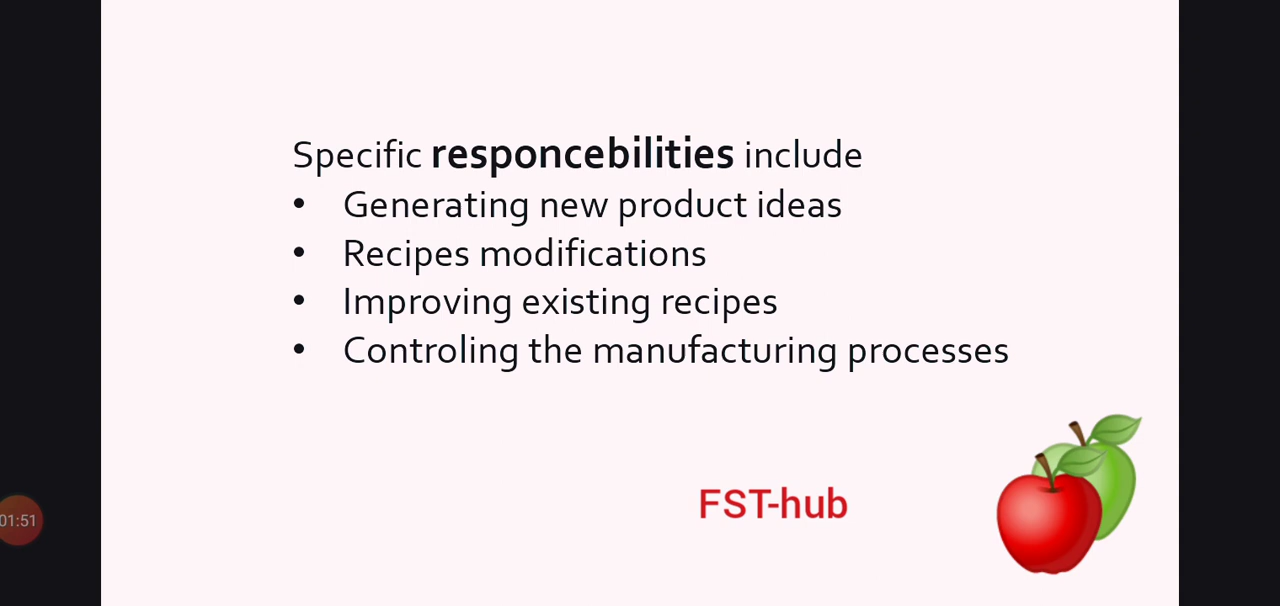 Specific responcebilities include
• Generating new product ideas
• Recipes modifications
• Improving existing recipes
• Controling the manufacturing processes
FST-hub
01:51